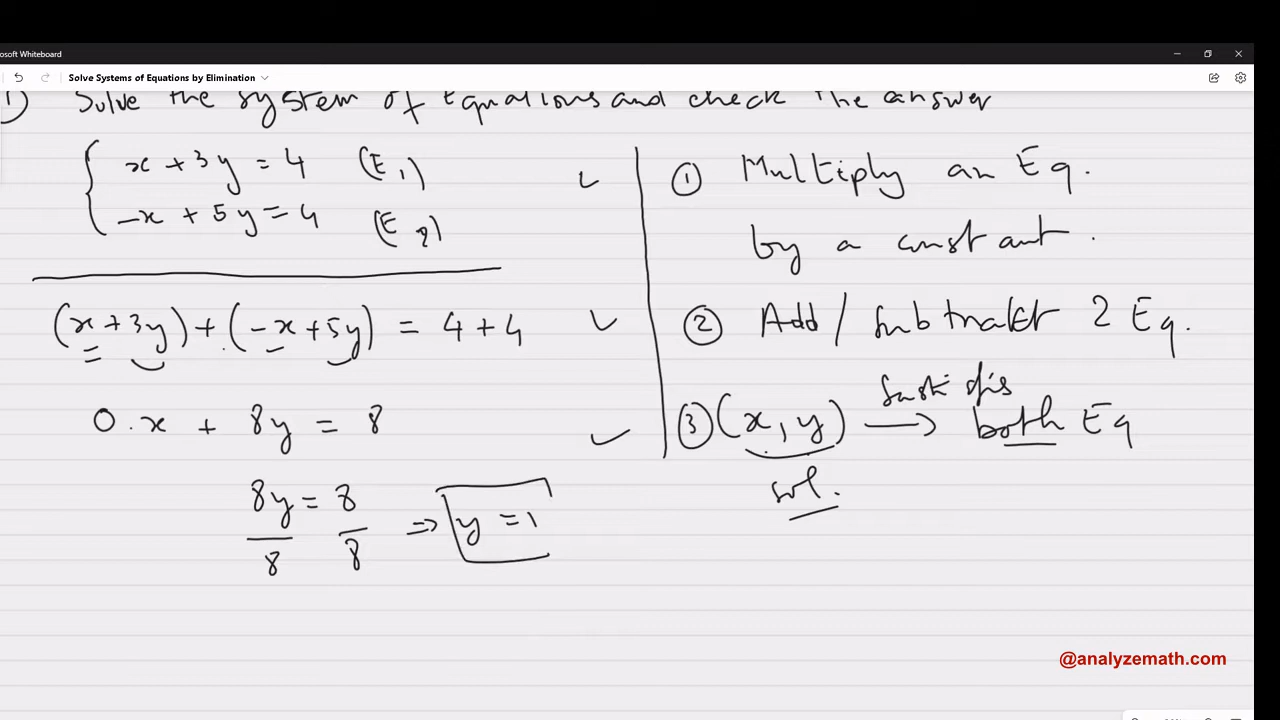 osoft Whiteboard
Solve Systems of Equations by Elimination
1) Solve the system of Equations and check the answer
x + 3y = 4 (E1)
-x + 5y = 4 (E2)
(x + 3y) + (-x + 5y) = 4 + 4
0.x + 8y = 8
8y = 8 ⇒ y = 1
8 8
① Multiply an Eq.
by a constant.
② Add / Subtrakt 2 Eq.
③ (x, y) → both Eq
sol.
@analyzemath.com